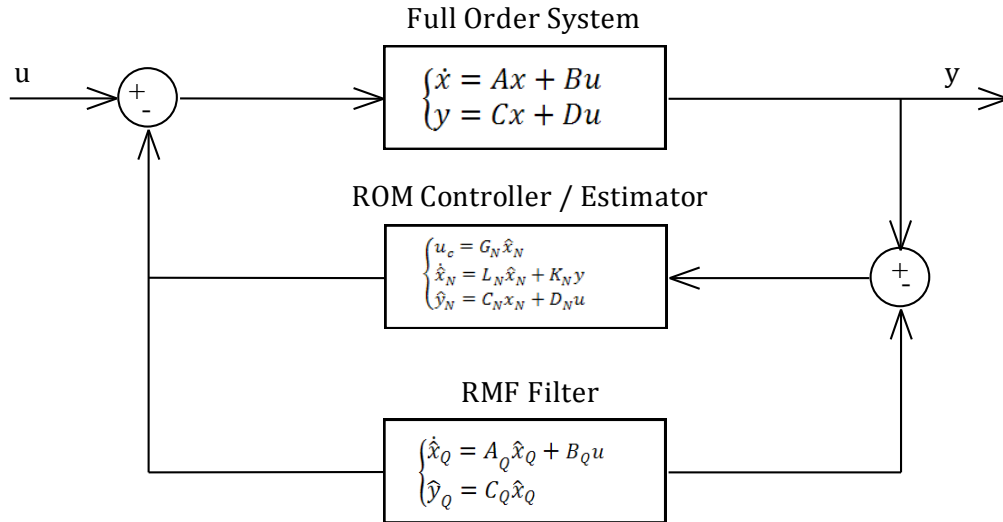 Full Order System
u
+
-
ẋ = Ax + Bu
y = Cx + Du
y
ROM Controller / Estimator
u_c = G_N x̂_N
ẋ̂_N = L_N x̂_N + K_N y
ŷ_N = C_N x_N + D_N u
+
-
RMF Filter
ẋ̂_Q = A_Q x̂_Q + B_Q u
ŷ_Q = C_Q x̂_Q